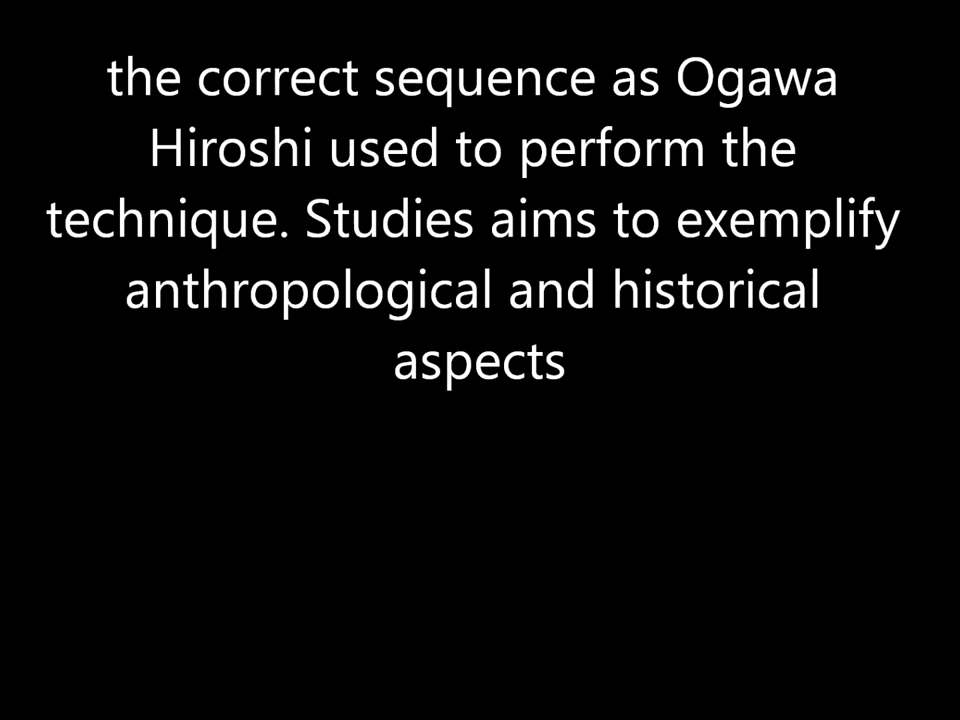 the correct sequence as Ogawa
Hiroshi used to perform the
technique. Studies aims to exemplify
anthropological and historical
aspects